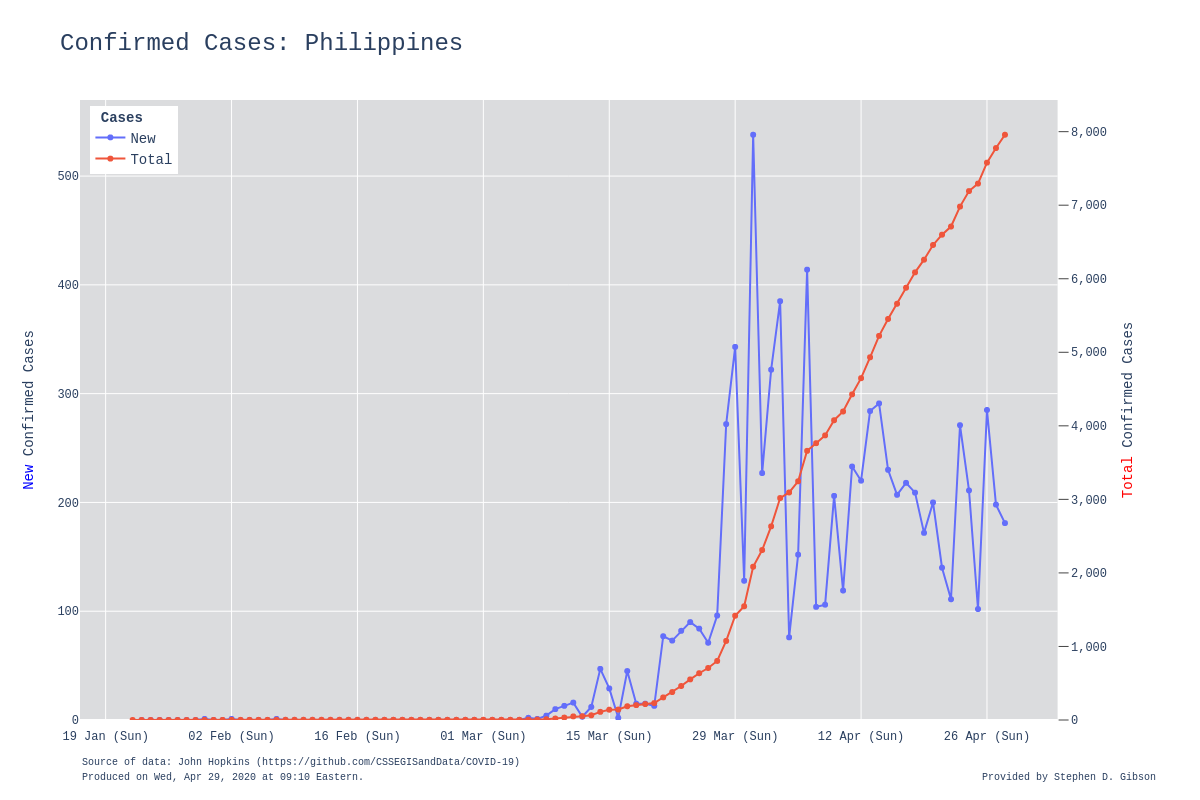 Confirmed Cases: Philippines
Cases
New
Total
500
400
300
200
100
0
8,000
7,000
6,000
5,000
4,000
3,000
2,000
1,000
0
New Confirmed Cases
Total Confirmed Cases
19 Jan (Sun)
02 Feb (Sun)
16 Feb (Sun)
01 Mar (Sun)
15 Mar (Sun)
29 Mar (Sun)
12 Apr (Sun)
26 Apr (Sun)
Source of data: John Hopkins (https://github.com/CSSEGISandData/COVID-19)
Produced on Wed, Apr 29, 2020 at 09:10 Eastern.
Provided by Stephen D. Gibson